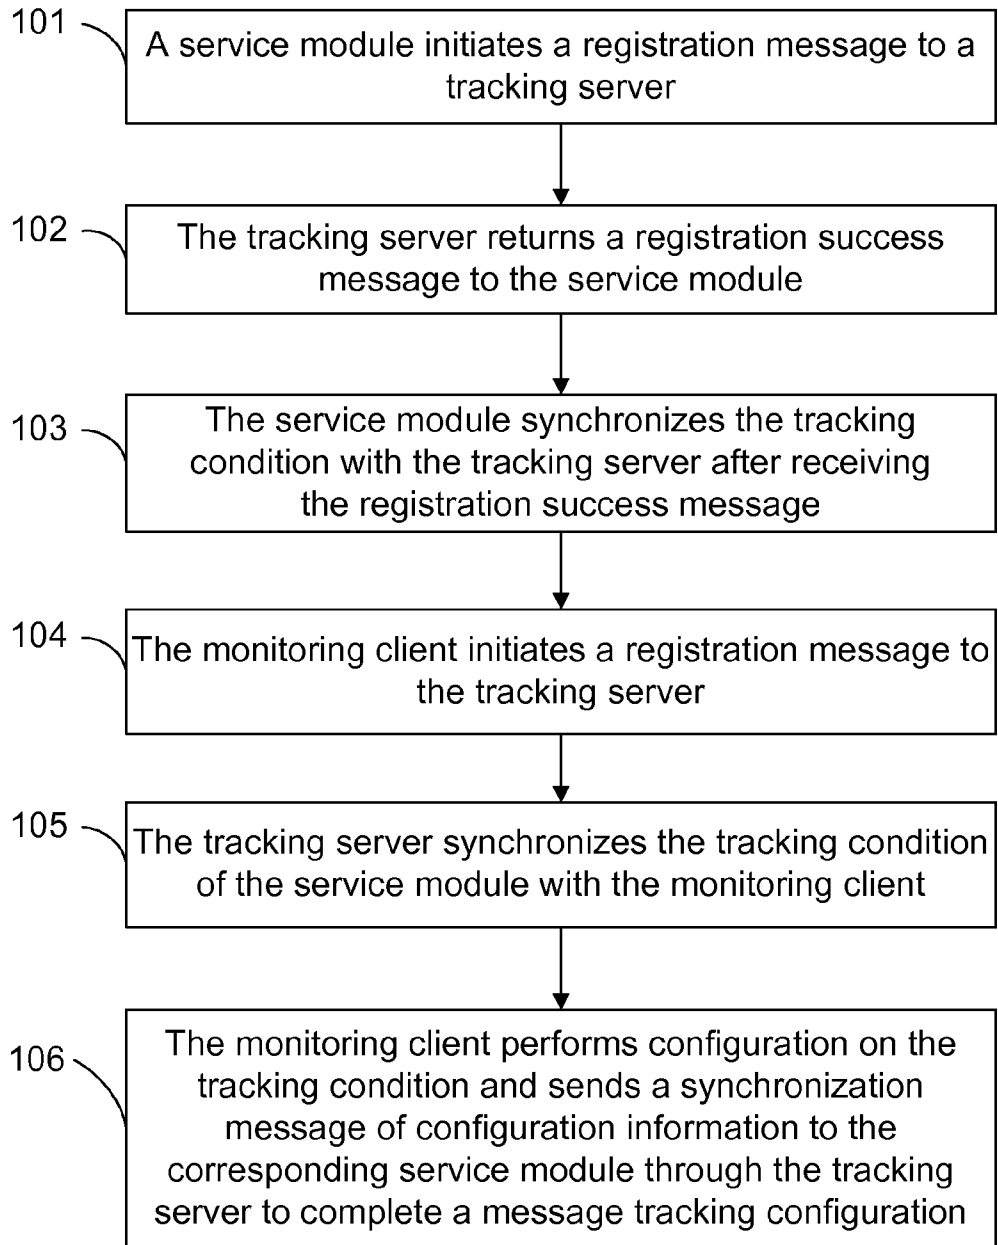 101
A service module initiates a registration message to a
tracking server
102
The tracking server returns a registration success
message to the service module
103
The service module synchronizes the tracking
condition with the tracking server after receiving
the registration success message
104
The monitoring client initiates a registration message to
the tracking server
105
The tracking server synchronizes the tracking condition
of the service module with the monitoring client
106
The monitoring client performs configuration on the
tracking condition and sends a synchronization
message of configuration information to the
corresponding service module through the tracking
server to complete a message tracking configuration